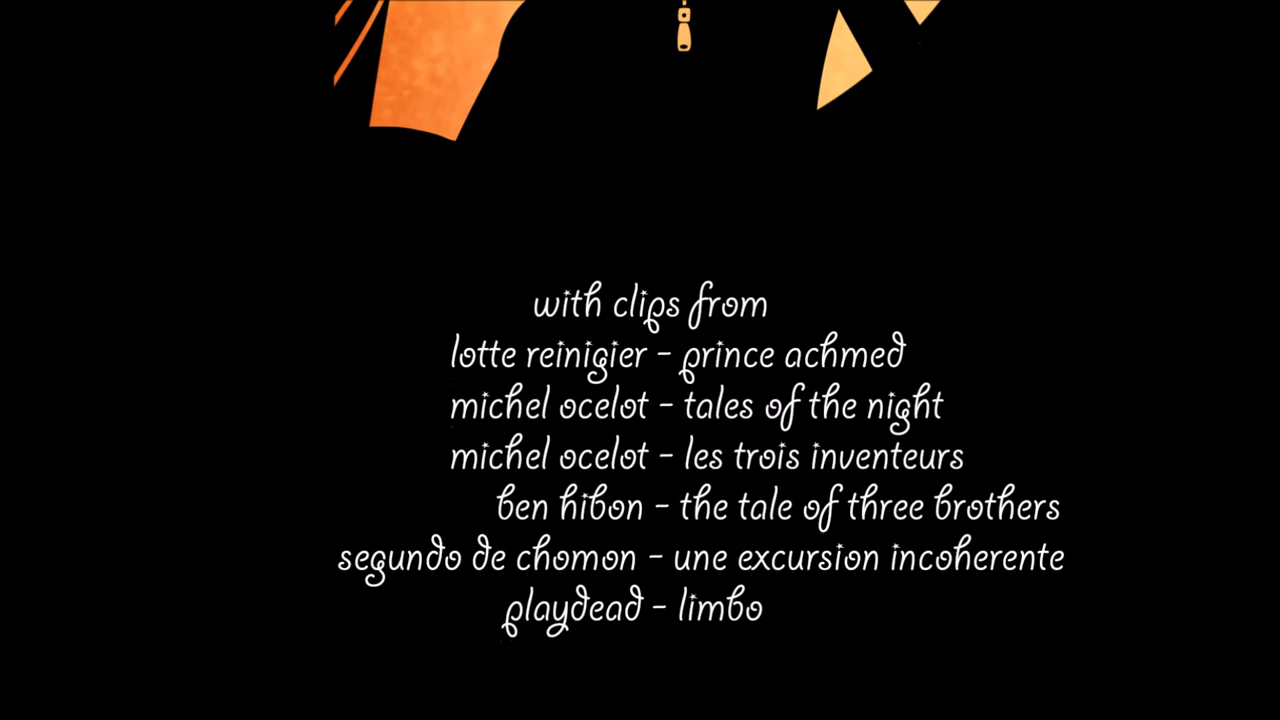 with clips from
lotte reinigier - prince achmed
michel ocelot - tales of the night
michel ocelot - les trois inventeurs
ben hibon - the tale of three brothers
segundo de chomon - une excursion incoherente
playdead - limbo